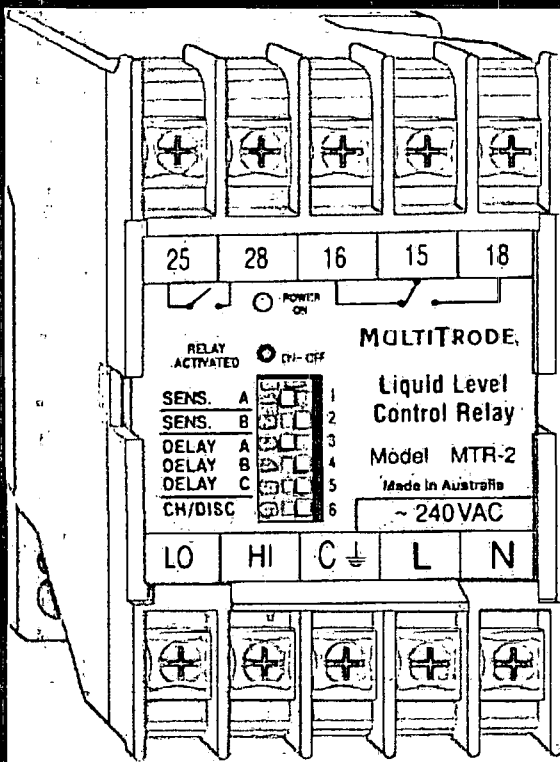 25 28 16 15 18
POWER ON
RELAY ACTIVATED
ON-OFF
MULTITRODE
Liquid Level
Control Relay
Model MTR-2
Made in Australia
~ 240VAC
SENS. A 1
SENS. B 2
DELAY A 3
DELAY B 4
DELAY C 5
CH/DISC 6
LO HI C L N